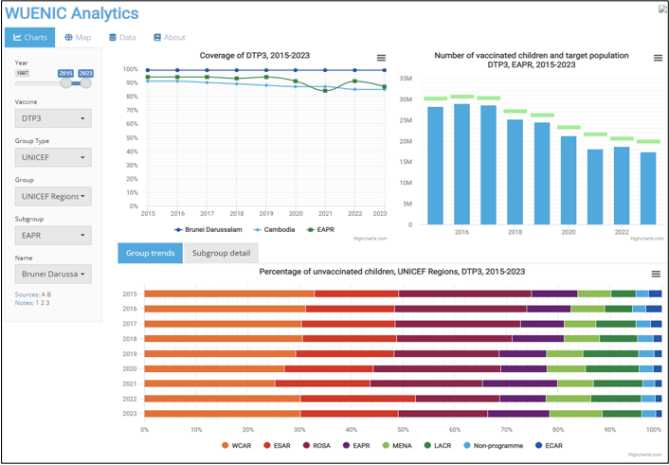 WUENIC Analytics
Charts
Map
Data
About
Year
1997
2015
2023
Vaccine
DTP3
Group Type
UNICEF
Group
UNICEF Regions
Subgroup
EAPR
Name
Brunei Darussa
Sources: A B
Notes: 1 2 3
Coverage of DTP3, 2015-2023
100%
90%
80%
70%
60%
50%
40%
30%
20%
10%
0%
2015 2016 2017 2018 2019 2020 2021 2022 2023
Brunei Darussalam Cambodia EAPR
Highcharts.com
Number of vaccinated children and target population
DTP3, EAPR, 2015-2023
35M
30M
25M
20M
15M
10M
5M
0M
2016 2018 2020 2022
Highcharts.com
Group trends
Subgroup detail
Percentage of unvaccinated children, UNICEF Regions, DTP3, 2015-2023
2015
2016
2017
2018
2019
2020
2021
2022
2023
0% 10% 20% 30% 40% 50% 60% 70% 80% 90% 100%
WCAR ESAR ROSA EAPR MENA LACR Non-programme ECAR
Highcharts.com